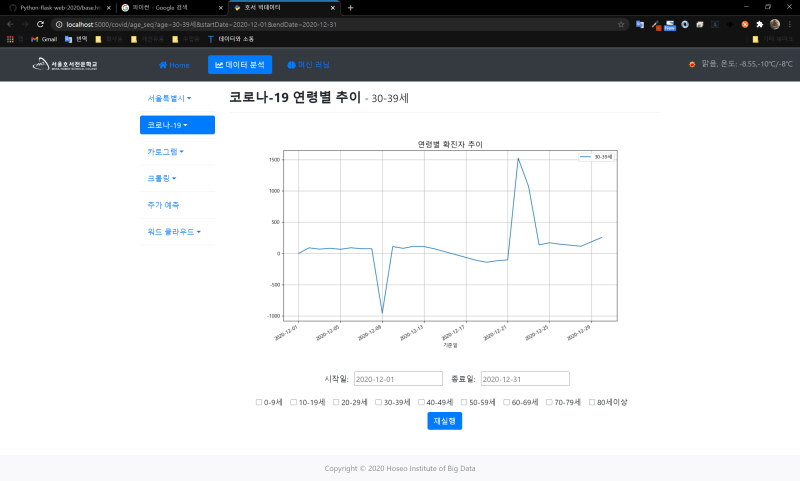 Python-flask-web-2020/base.ht
파이썬 - Google 검색
호서 빅데이터
localhost:5000/covid/age_seq?age=30-39세&startDate=2020-12-01&endDate=2020-12-31
Gmail
번역
데이터와 소통
서울호서전문학교
Home
데이터 분석
머신 러닝
맑음, 온도: -8.55,-10℃/-8℃
서울특별시
코로나-19
카토그램
크롤링
주가 예측
워드 클라우드
코로나-19 연령별 추이 - 30-39세
연령별 확진자 추이
30-39세
1500
1000
500
0
-500
-1000
2020-12-01
2020-12-05
2020-12-09
2020-12-13
2020-12-17
2020-12-21
2020-12-25
2020-12-29
기준일
시작일: 2020-12-01 종료일: 2020-12-31
0-9세 10-19세 20-29세 30-39세 40-49세 50-59세 60-69세 70-79세 80세이상
재실행
Copyright © 2020 Hoseo Institute of Big Data